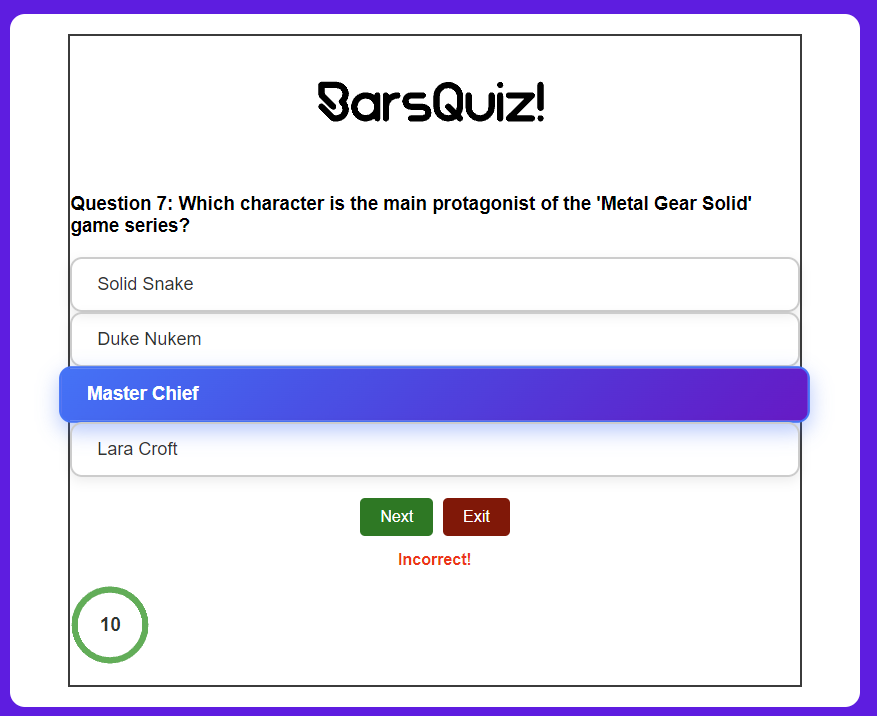 BarsQuiz!
Question 7: Which character is the main protagonist of the 'Metal Gear Solid'
game series?
Solid Snake
Duke Nukem
Master Chief
Lara Croft
Next Exit
Incorrect!
10